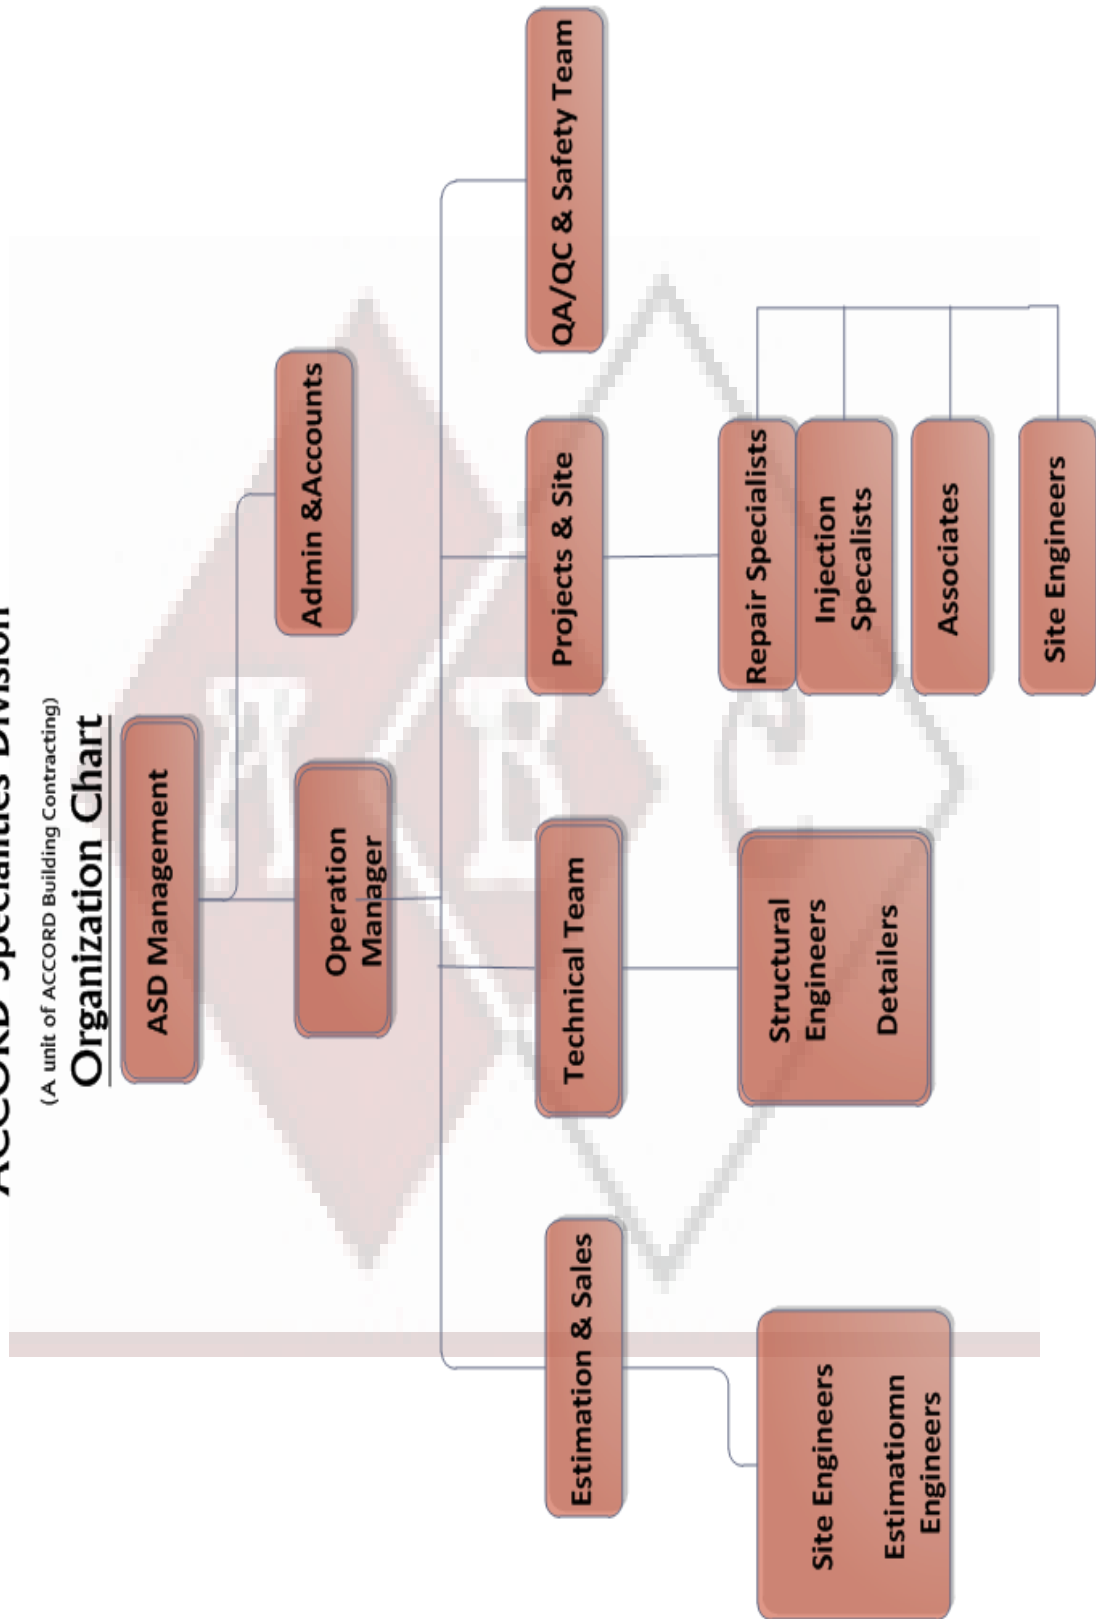 ACCORD Specialities Division
(A unit of ACCORD Building Contracting)
Organization Chart
ASD Management
Admin &Accounts
Operation
Manager
Estimation & Sales
Technical Team
Projects & Site
QA/QC & Safety Team
Site Engineers
Estimatiomn
Engineers
Structural
Engineers
Detailers
Repair Specialists
Injection
Specalists
Associates
Site Engineers